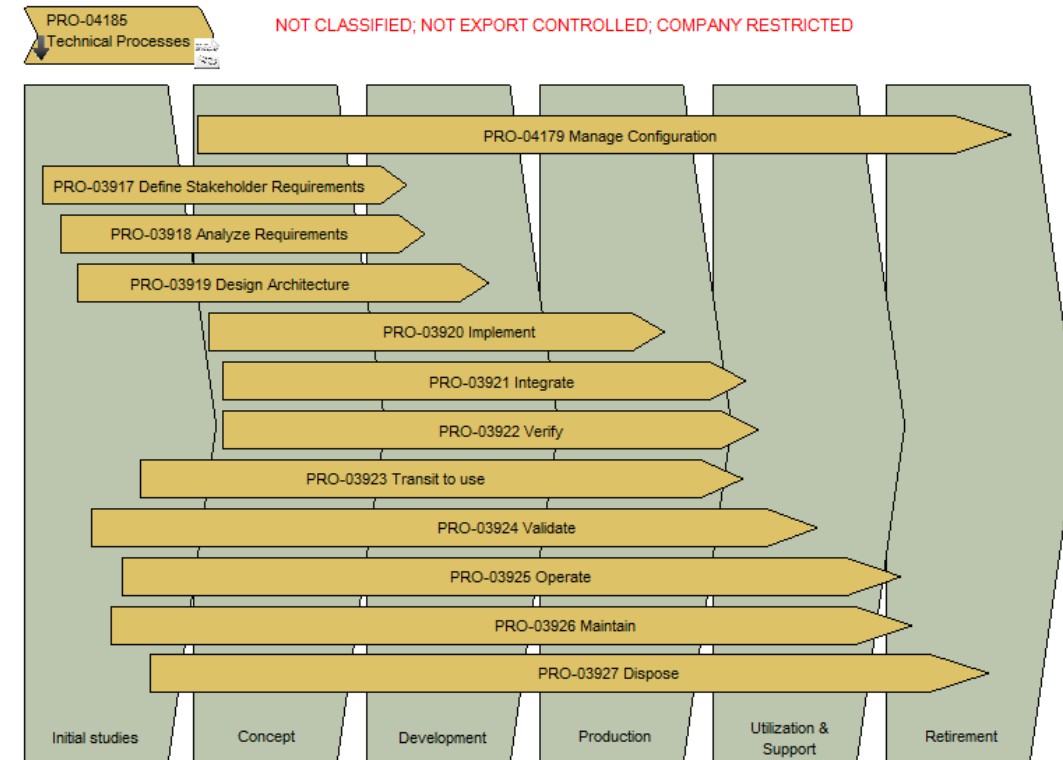 PRO-04185
Technical Processes
NOT CLASSIFIED; NOT EXPORT CONTROLLED; COMPANY RESTRICTED
PRO-04179 Manage Configuration
PRO-03917 Define Stakeholder Requirements
PRO-03918 Analyze Requirements
PRO-03919 Design Architecture
PRO-03920 Implement
PRO-03921 Integrate
PRO-03922 Verify
PRO-03923 Transit to use
PRO-03924 Validate
PRO-03925 Operate
PRO-03926 Maintain
PRO-03927 Dispose
Initial studies
Concept
Development
Production
Utilization &
Support
Retirement